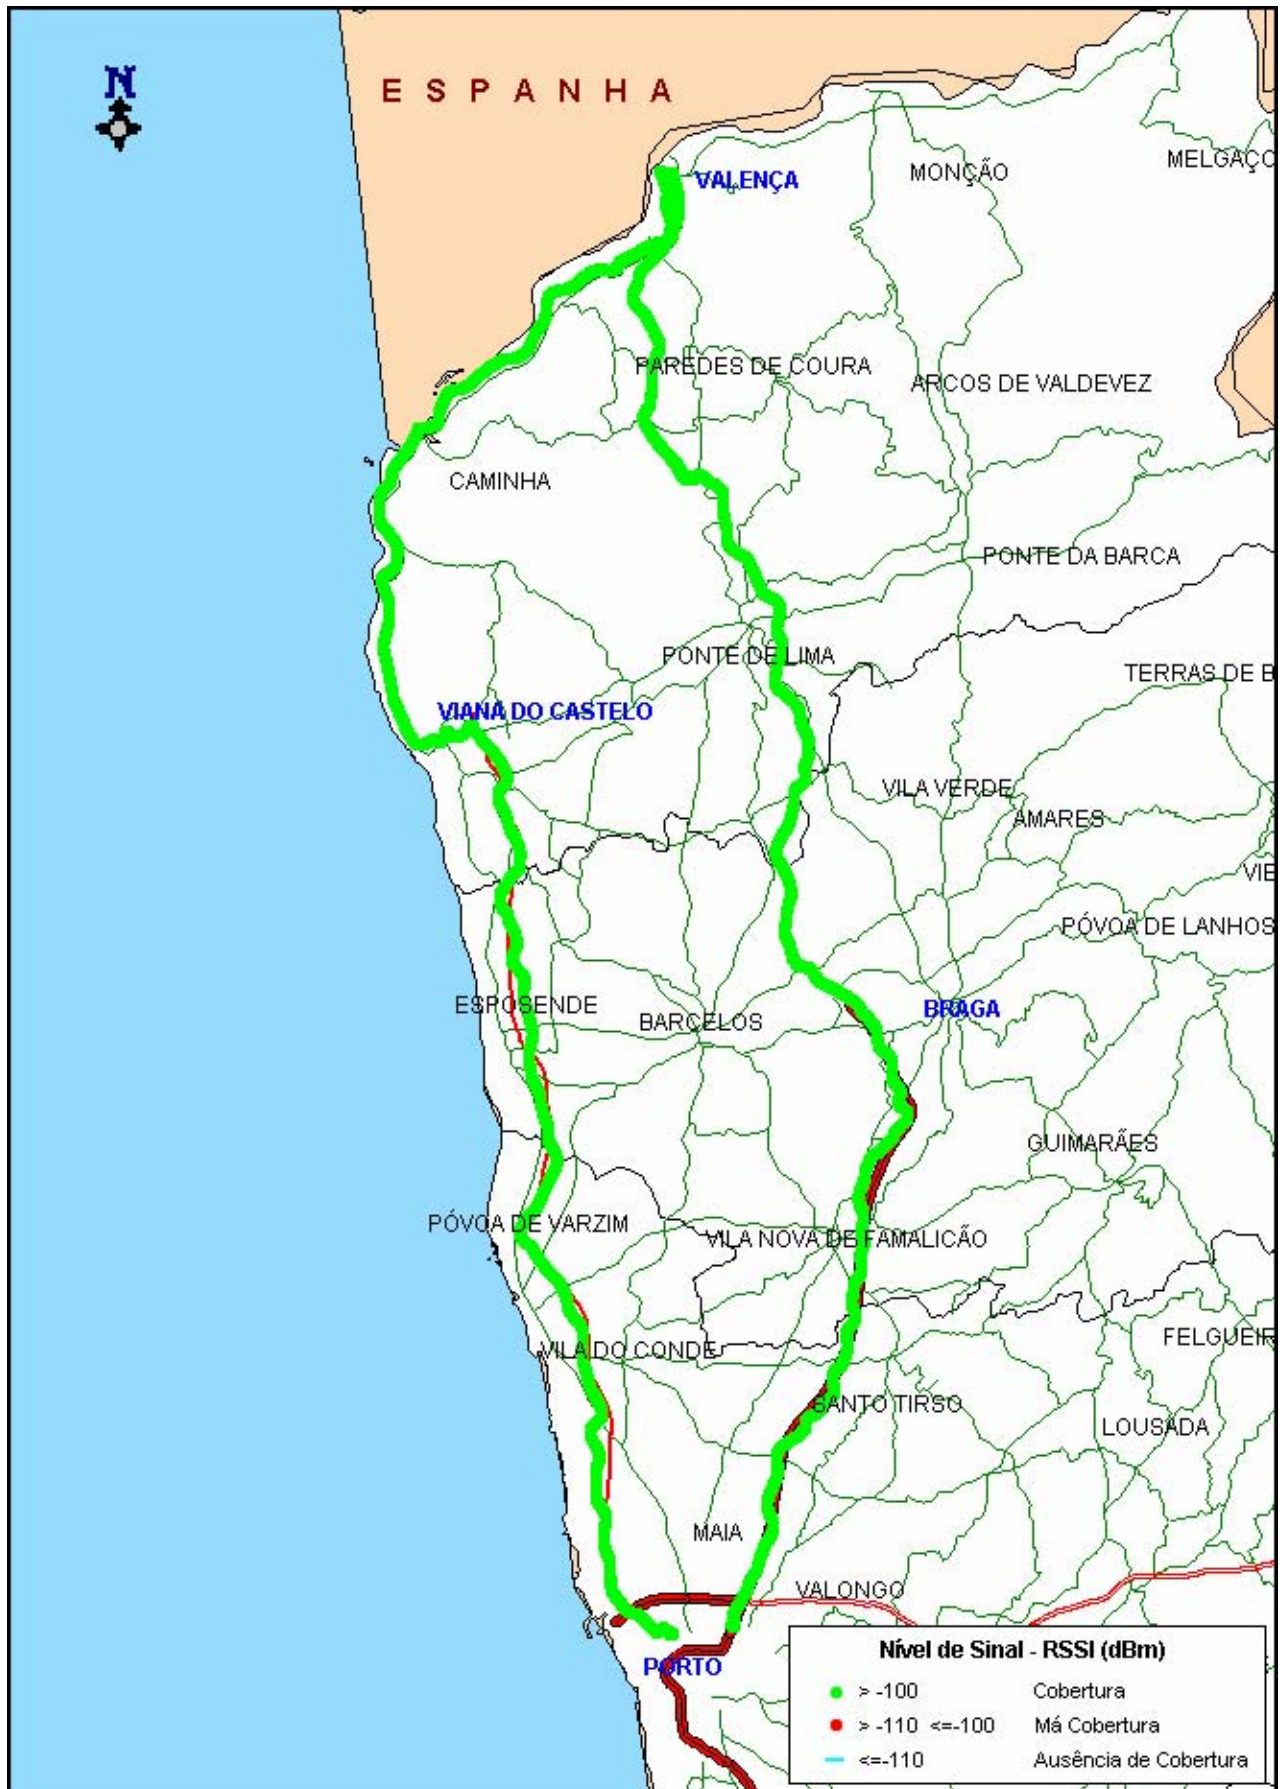 N
E S P A N H A
MELGAÇO
MONÇÃO
VALENÇA
PAREDES DE COURA
ARCOS DE VALDEVEZ
CAMINHA
PONTE DA BARCA
PONTE DE LIMA
TERRAS DE B
VIANA DO CASTELO
VILA VERDE
AMARES
VIE
PÓVOA DE LANHOS
ESPOSENDE
BARCELOS
BRAGA
GUIMARÃES
PÓVOA DE VARZIM
VILA NOVA DE FAMALICÃO
FELGUEIR
VILA DO CONDE
SANTO TIRSO
LOUSADA
MAIA
VALONGO
PORTO
Nível de Sinal - RSSI (dBm)
> -100 Cobertura
> -110 <=-100 Má Cobertura
<=-110 Ausência de Cobertura